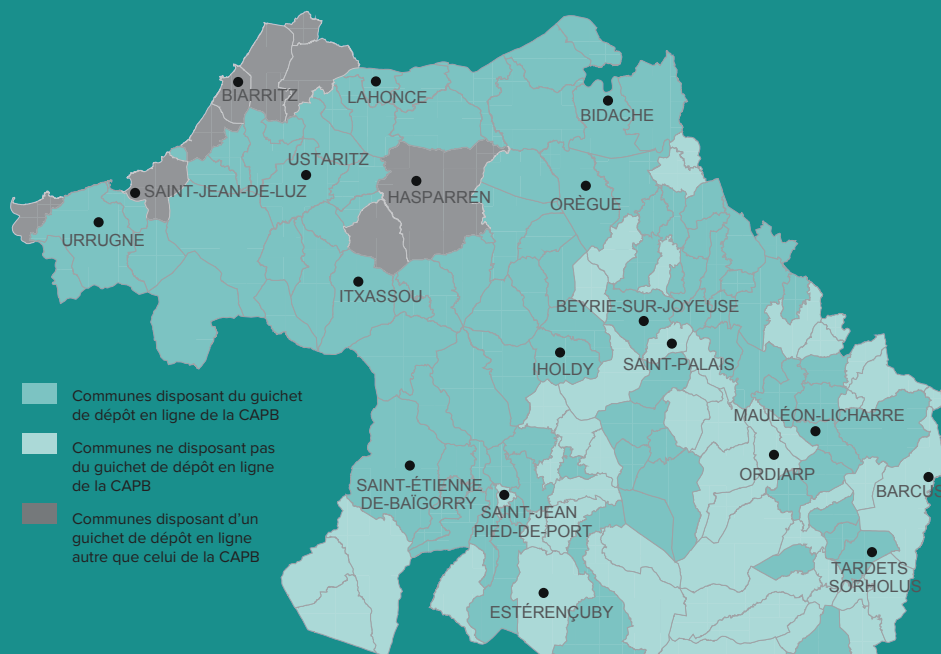 BIARRITZ
LAHONCE
BIDACHE
USTARITZ
SAINT-JEAN-DE-LUZ
HASPARREN
ORÈGUE
URRUGNE
ITXASSOU
BEYRIE-SUR-JOYEUSE
IHOLDY
SAINT-PALAIS
Communes disposant du guichet
de dépôt en ligne de la CAPB
Communes ne disposant pas
du guichet de dépôt en ligne
de la CAPB
Communes disposant d'un
guichet de dépôt en ligne
autre que celui de la CAPB
MAULÉON-LICHARRE
ORDIARP
BARCUS
SAINT-ÉTIENNE
DE-BAÏGORRY
SAINT-JEAN
PIED-DE-PORT
TARDETS
SORHOLUS
ESTÉRENÇUBY